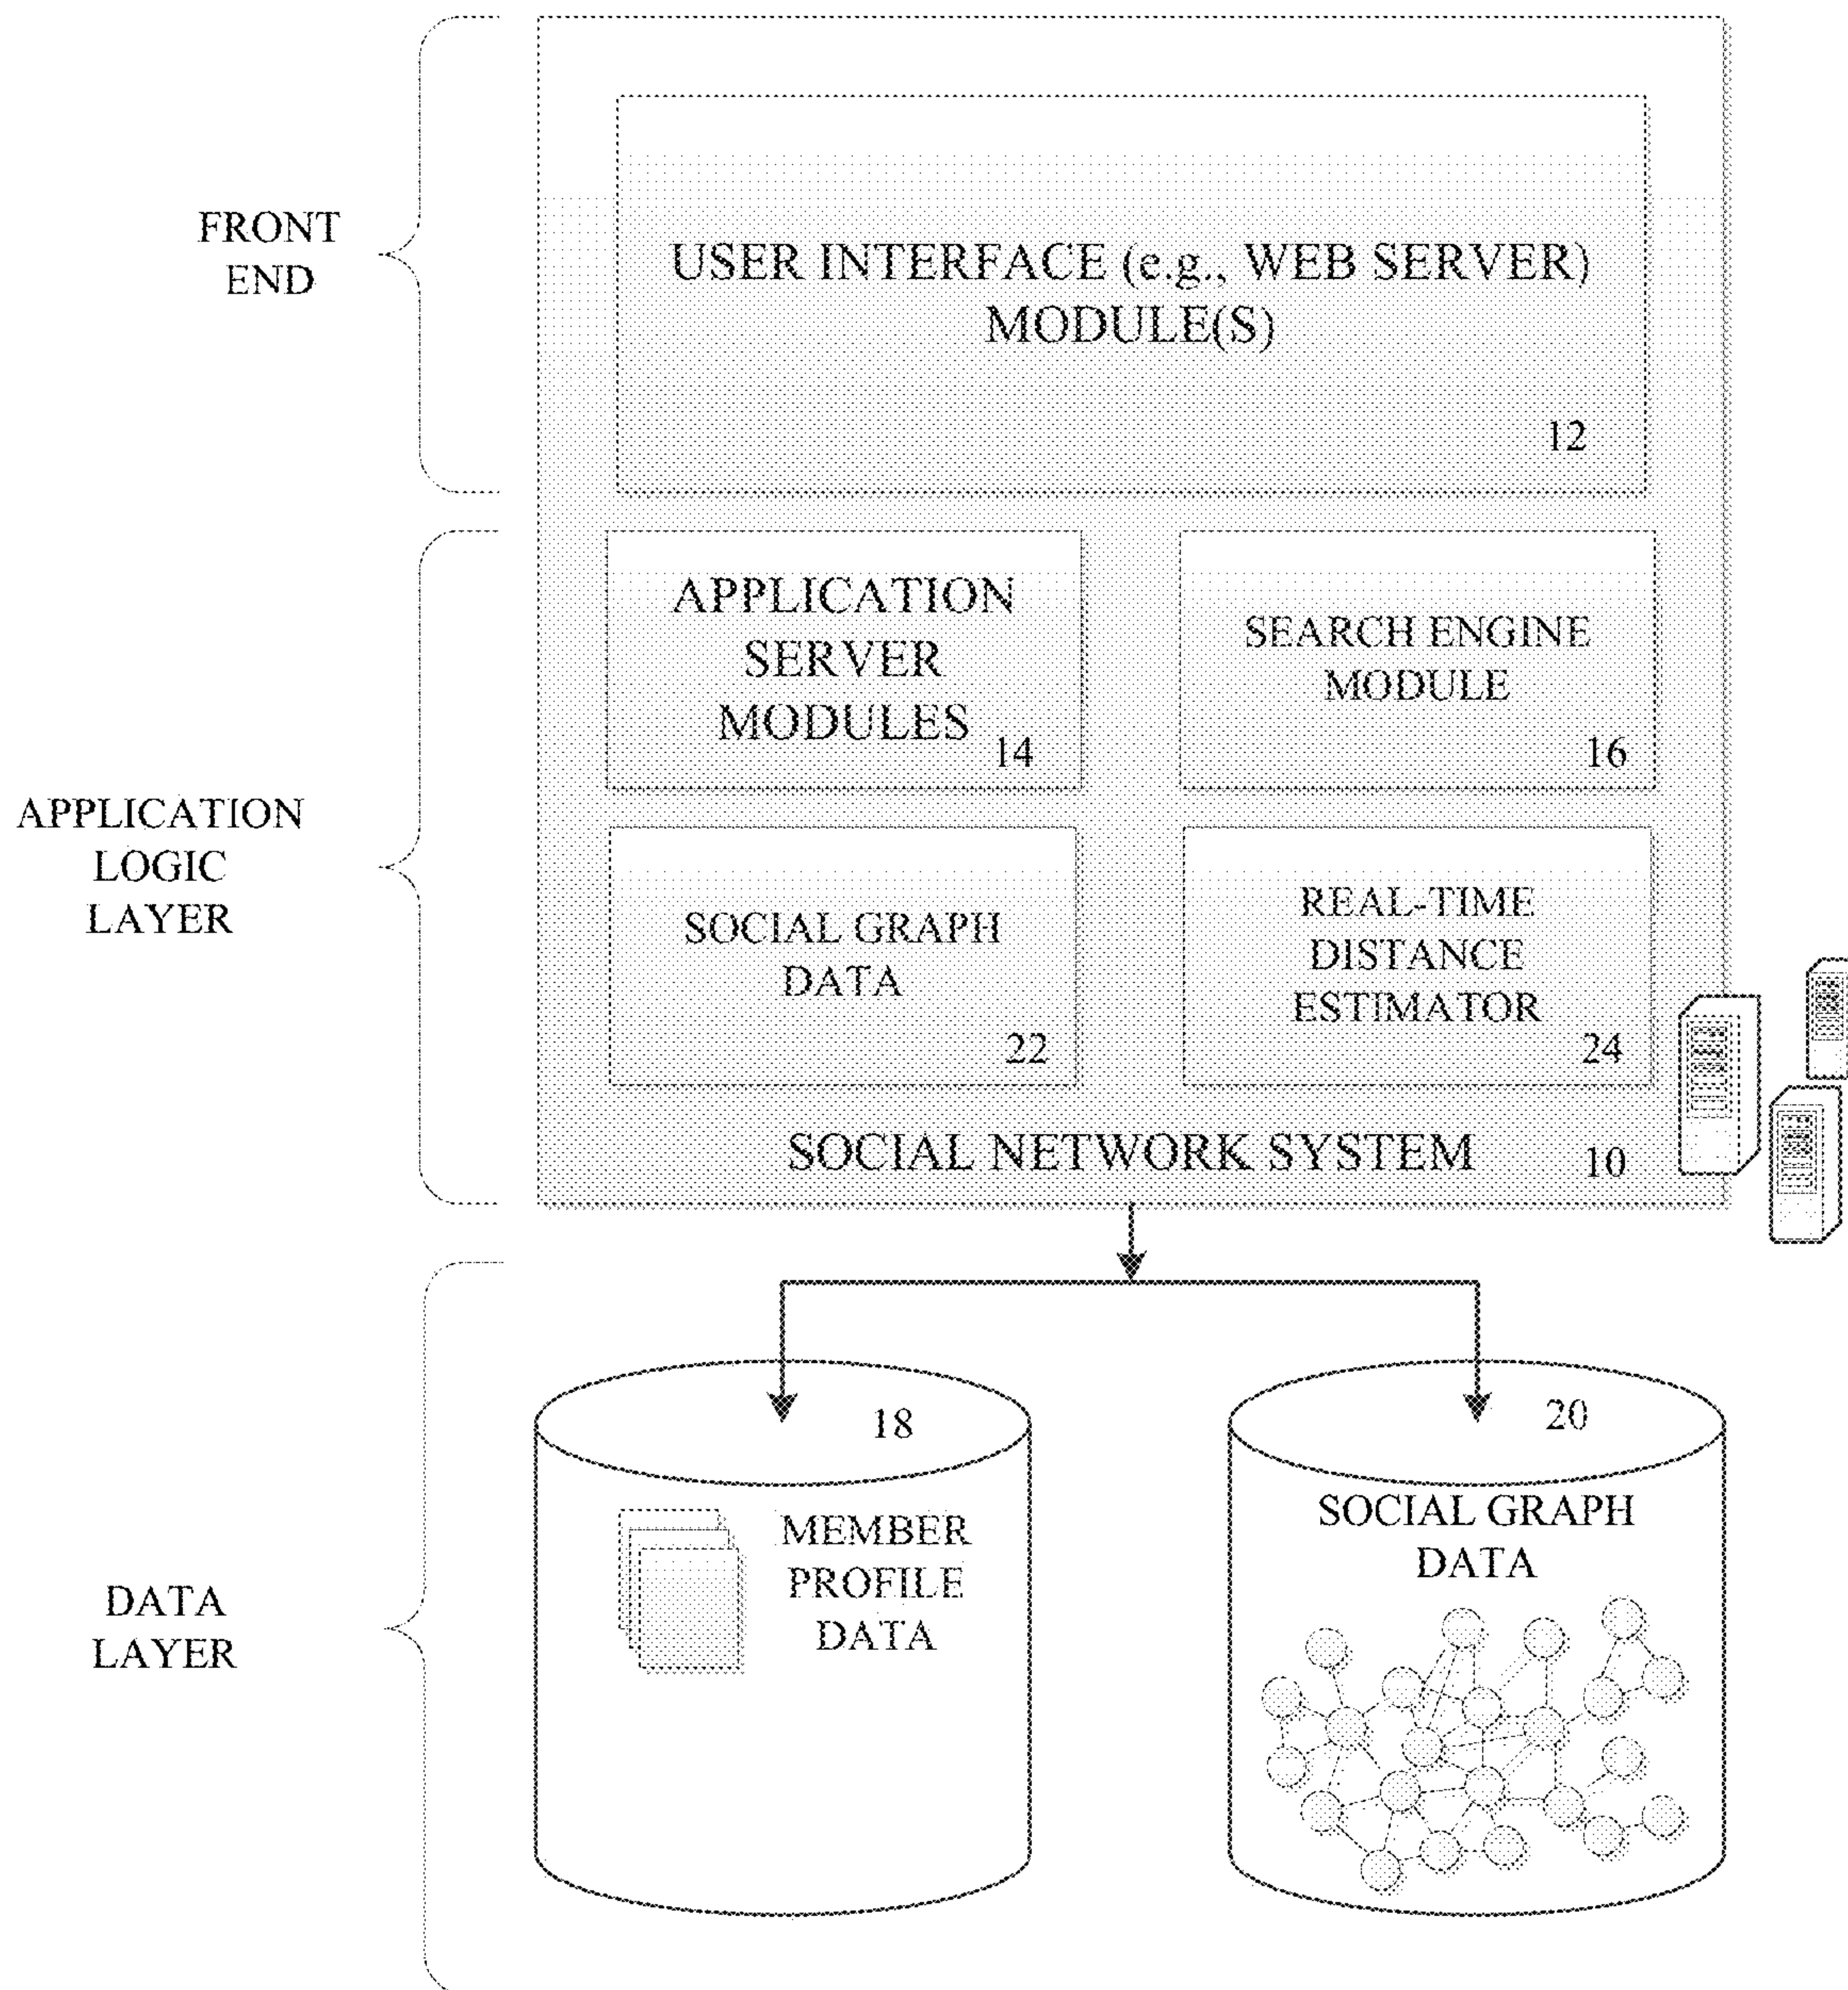 FRONT
END
USER INTERFACE (e.g., WEB SERVER)
MODULE(S)
12
APPLICATION
LOGIC
LAYER
APPLICATION
SERVER
MODULES
14
SEARCH ENGINE
MODULE
16
SOCIAL GRAPH
DATA
22
REAL-TIME
DISTANCE
ESTIMATOR
24
SOCIAL NETWORK SYSTEM
10
DATA
LAYER
18
MEMBER
PROFILE
DATA
20
SOCIAL GRAPH
DATA